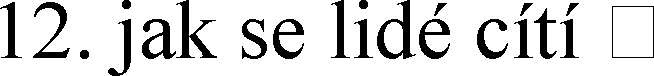 12. jak se lidé cítí □